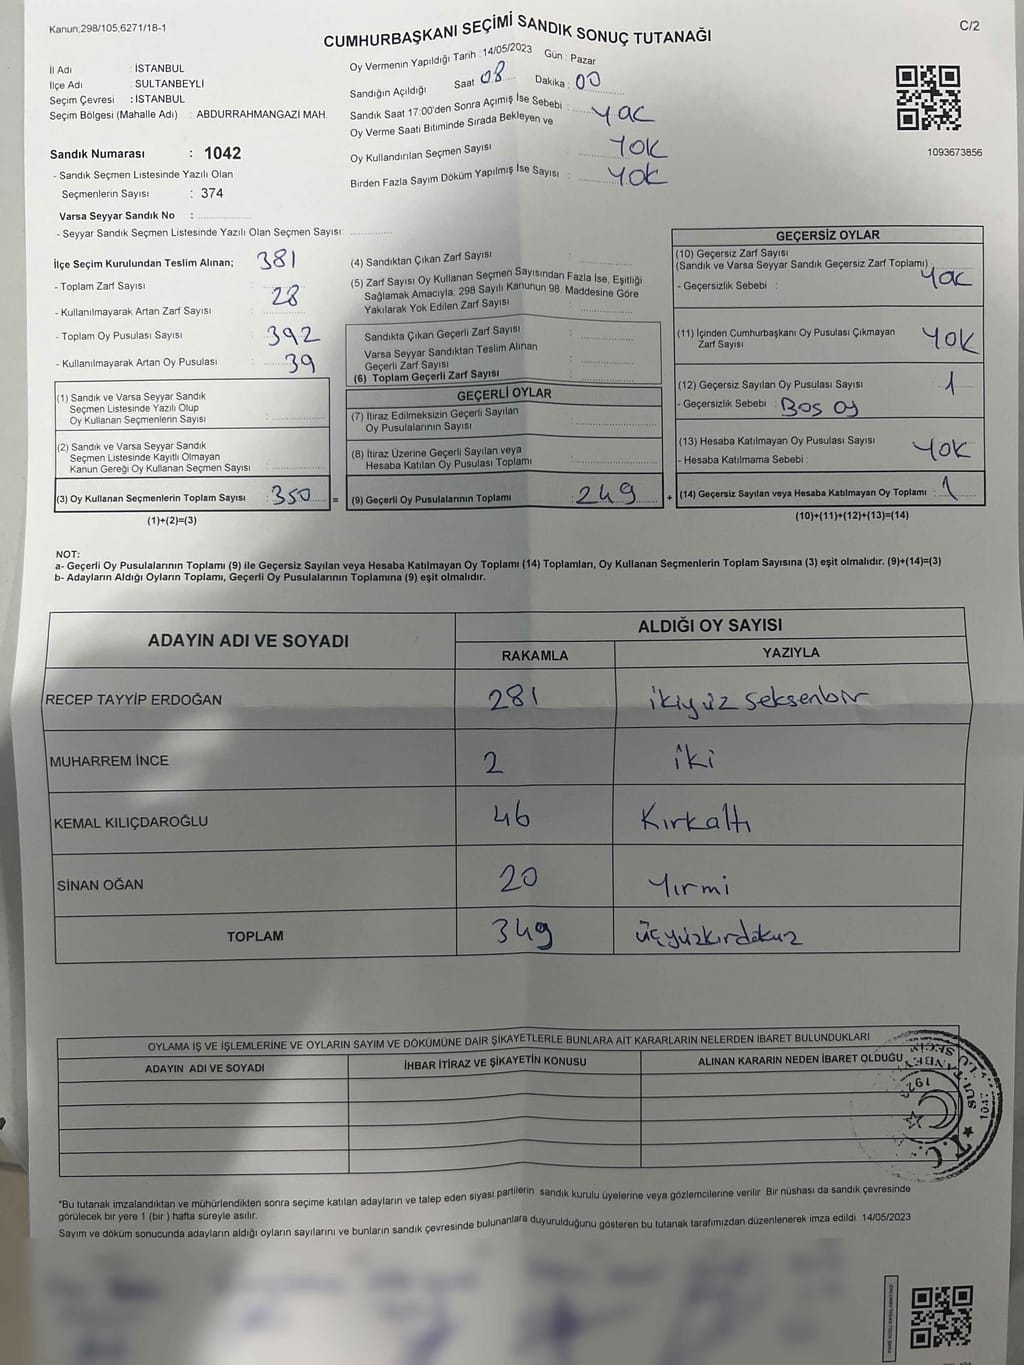 Kanun;298/105,6271/18-1
CUMHURBAŞKANI SEÇİMİ SANDIK SONUÇ TUTANAĞI
C/2
İl Adı : İSTANBUL
İlçe Adı : SULTANBEYLİ
Seçim Çevresi : İSTANBUL
Seçim Bölgesi (Mahalle Adı) : ABDURRAHMANGAZI MAH.
Sandık Numarası : 1042
- Sandık Seçmen Listesinde Yazılı Olan
Seçmenlerin Sayısı : 374
Varsa Seyyar Sandık No :
- Seyyar Sandık Seçmen Listesinde Yazılı Olan Seçmen Sayısı:
Oy Vermenin Yapıldığı Tarih : 14/05/2023 Gün : Pazar
Sandığın Açıldığı Saat 08 Dakika : 00
Sandık Saat 17:00'den Sonra Açımış İse Sebebi : YOK
Oy Verme Saati Bitiminde Sırada Bekleyen ve
Oy Kullandırılan Seçmen Sayısı : YOK
Birden Fazla Sayım Döküm Yapılmış İse Sayısı : YOK
1093673856
İlçe Seçim Kurulundan Teslim Alınan;
- Toplam Zarf Sayısı : 381
- Kullanılmayarak Artan Zarf Sayısı : 28
- Toplam Oy Pusulası Sayısı : 392
- Kullanılmayarak Artan Oy Pusulası : 39
(1) Sandık ve Varsa Seyyar Sandık
Seçmen Listesinde Yazılı Olup
Oy Kullanan Seçmenlerin Sayısı :
(2) Sandık ve Varsa Seyyar Sandık
Seçmen Listesinde Kayıtlı Olmayan
Kanun Gereği Oy Kullanan Seçmen Sayısı :
(3) Oy Kullanan Seçmenlerin Toplam Sayısı : 350 =
(1)+(2)=(3)
(4) Sandıktan Çıkan Zarf Sayısı :
(5) Zarf Sayısı Oy Kullanan Seçmen Sayısından Fazla İse, Eşitliği
Sağlamak Amacıyla, 298 Sayılı Kanunun 98. Maddesine Göre
Yakılarak Yok Edilen Zarf Sayısı :
Sandıkta Çıkan Geçerli Zarf Sayısı :
Varsa Seyyar Sandıktan Teslim Alınan
Geçerli Zarf Sayısı :
(6) Toplam Geçerli Zarf Sayısı :
GEÇERLİ OYLAR
(7) İtiraz Edilmeksizin Geçerli Sayılan
Oy Pusulalarının Sayısı :
(8) İtiraz Üzerine Geçerli Sayılan veya
Hesaba Katılan Oy Pusulası Toplamı :
(9) Geçerli Oy Pusulalarının Toplamı : 249 +
GEÇERSİZ OYLAR
(10) Geçersiz Zarf Sayısı
(Sandık ve Varsa Seyyar Sandık Geçersiz Zarf Toplamı) : YOK
- Geçersizlik Sebebi :
(11) İçinden Cumhurbaşkanı Oy Pusulası Çıkmayan
Zarf Sayısı : YOK
(12) Geçersiz Sayılan Oy Pusulası Sayısı : 1
- Geçersizlik Sebebi : Boş oy
(13) Hesaba Katılmayan Oy Pusulası Sayısı : YOK
- Hesaba Katılmama Sebebi :
(14) Geçersiz Sayılan veya Hesaba Katılmayan Oy Toplamı : 1
(10)+(11)+(12)+(13)=(14)
NOT:
a- Geçerli Oy Pusulalarının Toplamı (9) ile Geçersiz Sayılan veya Hesaba Katılmayan Oy Toplamı (14) Toplamları, Oy Kullanan Seçmenlerin Toplam Sayısına (3) eşit olmalıdır. (9)+(14)=(3)
b- Adayların Aldığı Oyların Toplamı, Geçerli Oy Pusulalarının Toplamına (9) eşit olmalıdır.
ADAYIN ADI VE SOYADI
ALDIĞI OY SAYISI
RAKAMLA YAZIYLA
RECEP TAYYİP ERDOĞAN 281 ikiyüz seksenbir
MUHARREM İNCE 2 iki
KEMAL KILIÇDAROĞLU 46 Kırkaltı
SİNAN OĞAN 20 Yirmi
TOPLAM 349 üçyüzkırdokuz
OYLAMA İŞ VE İŞLEMLERİNE VE OYLARIN SAYIM VE DÖKÜMÜNE DAİR ŞİKAYETLERLE BUNLARA AİT KARARLARIN NELERDEN İBARET BULUNDUKLARI
ADAYIN ADI VE SOYADI İHBAR İTİRAZ VE ŞİKAYETİN KONUSU ALINAN KARARIN NEDEN İBARET OLDUĞU
T.C.
*Bu tutanak imzalandıktan ve mühürlendikten sonra seçime katılan adayların ve talep eden siyasi partilerin sandık kurulu üyelerine veya gözlemcilerine verilir Bir nüshası da sandık çevresinde
görülecek bir yere 1 (bir ) hafta süreyle asılır.
Sayım ve döküm sonucunda adayların aldığı oyların sayılarını ve bunların sandık çevresinde bulunanlara duyurulduğunu gösteren bu tutanak tarafımızdan düzenlenerek imza edildi. 14/05/2023